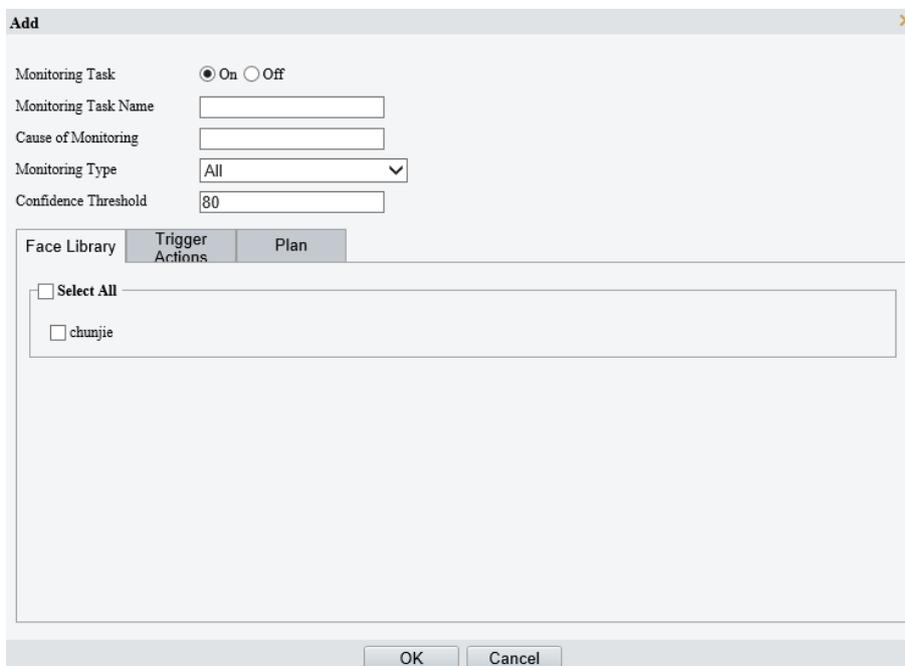 Add
Monitoring Task On Off
Monitoring Task Name
Cause of Monitoring
Monitoring Type All
Confidence Threshold 80
Face Library Trigger Actions Plan
Select All
chunjie
OK Cancel